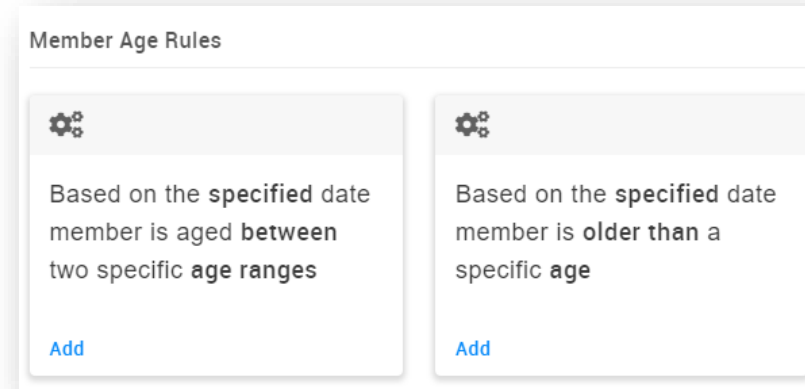 Member Age Rules
Based on the specified date
member is aged between
two specific age ranges
Add
Based on the specified date
member is older than a
specific age
Add